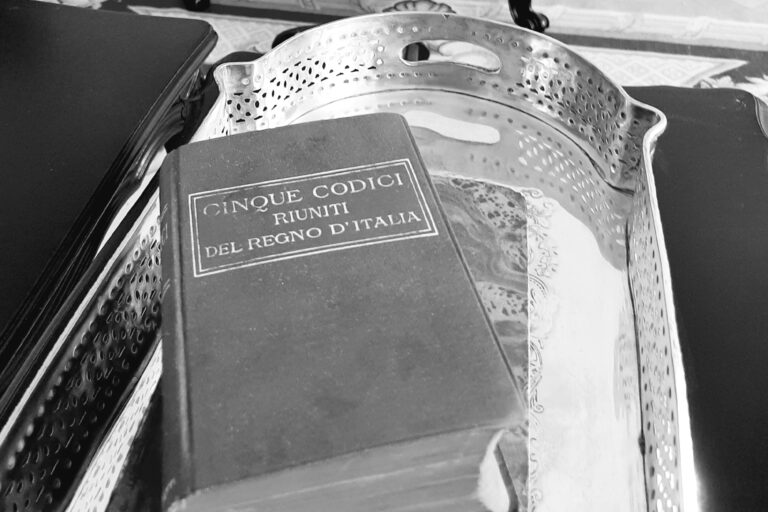 CINQUE CODICI
RIUNITI
DEL REGNO D'ITALIA